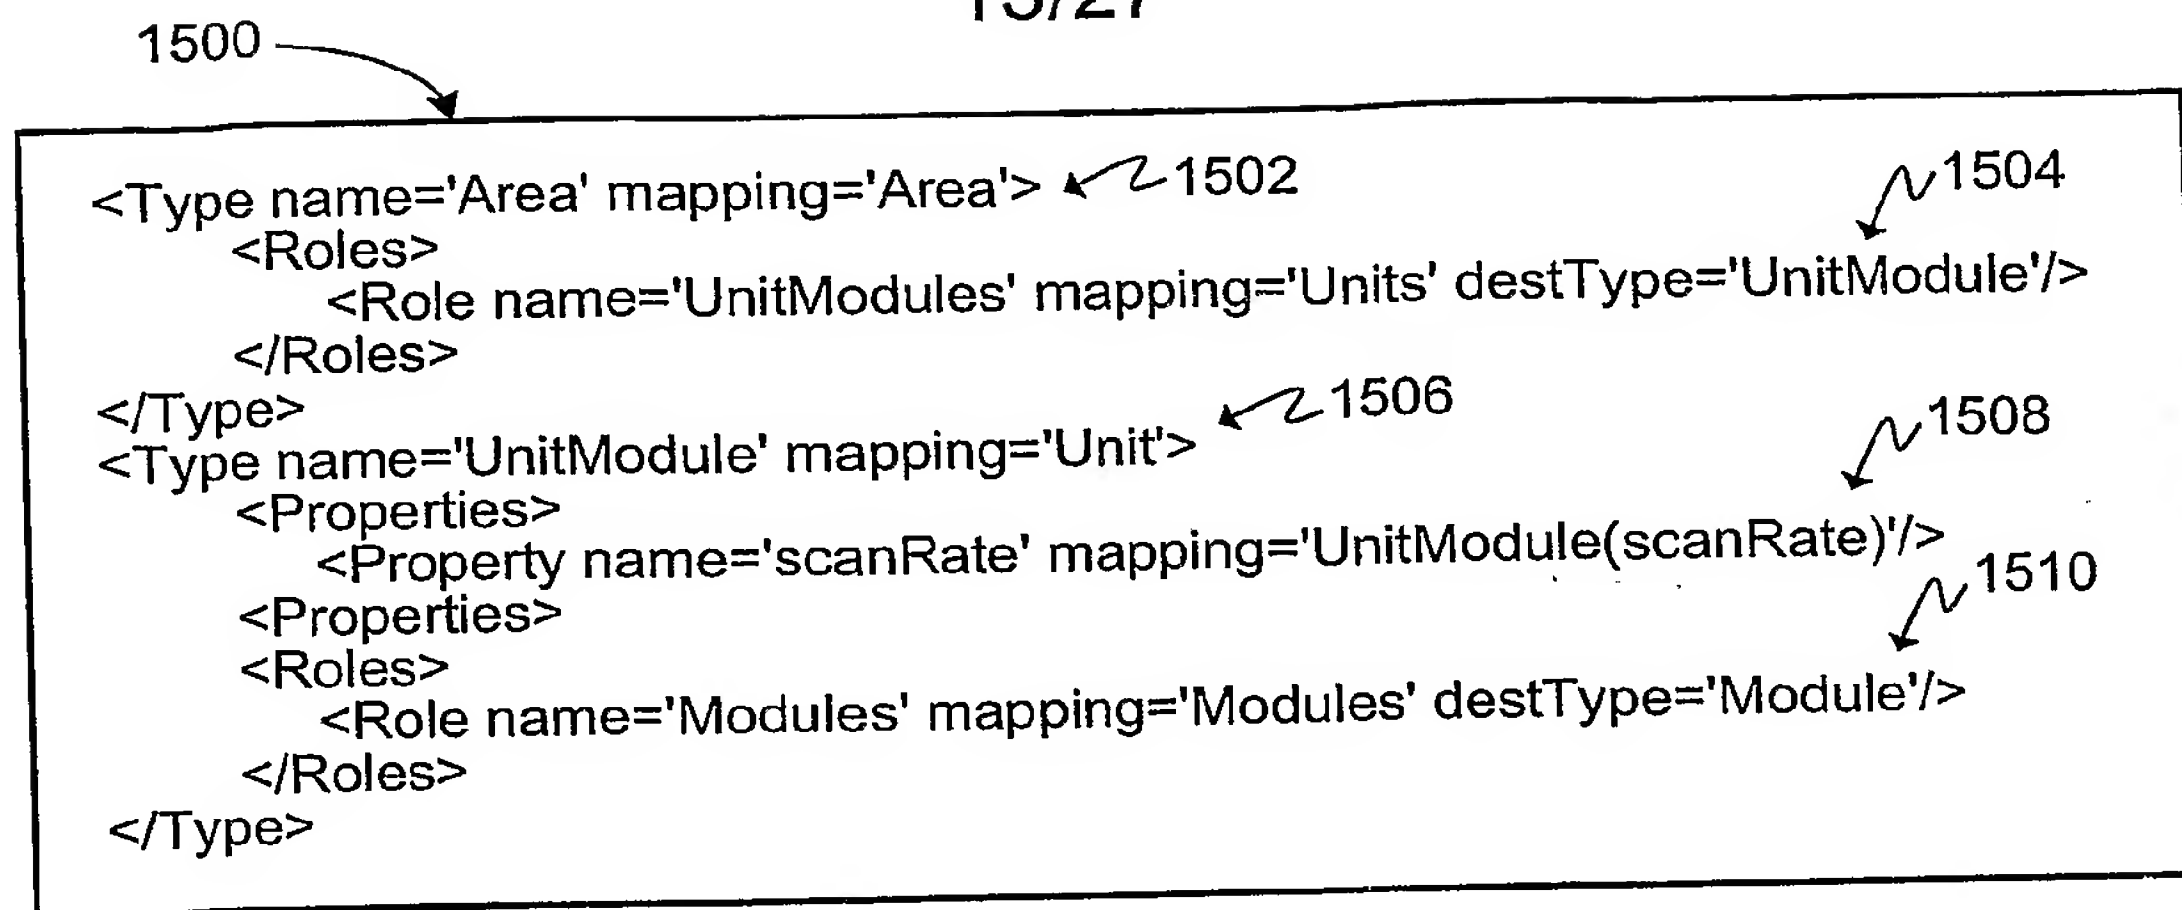 1500
<Type name='Area' mapping='Area'> 1502
1504
<Roles>
<Role name='UnitModules' mapping='Units' destType='UnitModule'/>
</Roles>
</Type>
1506
<Type name='UnitModule' mapping='Unit'>
1508
<Properties>
<Property name='scanRate' mapping='UnitModule(scanRate)'/>
1510
<Properties>
<Roles>
<Role name='Modules' mapping='Modules' destType='Module'/>
</Roles>
</Type>